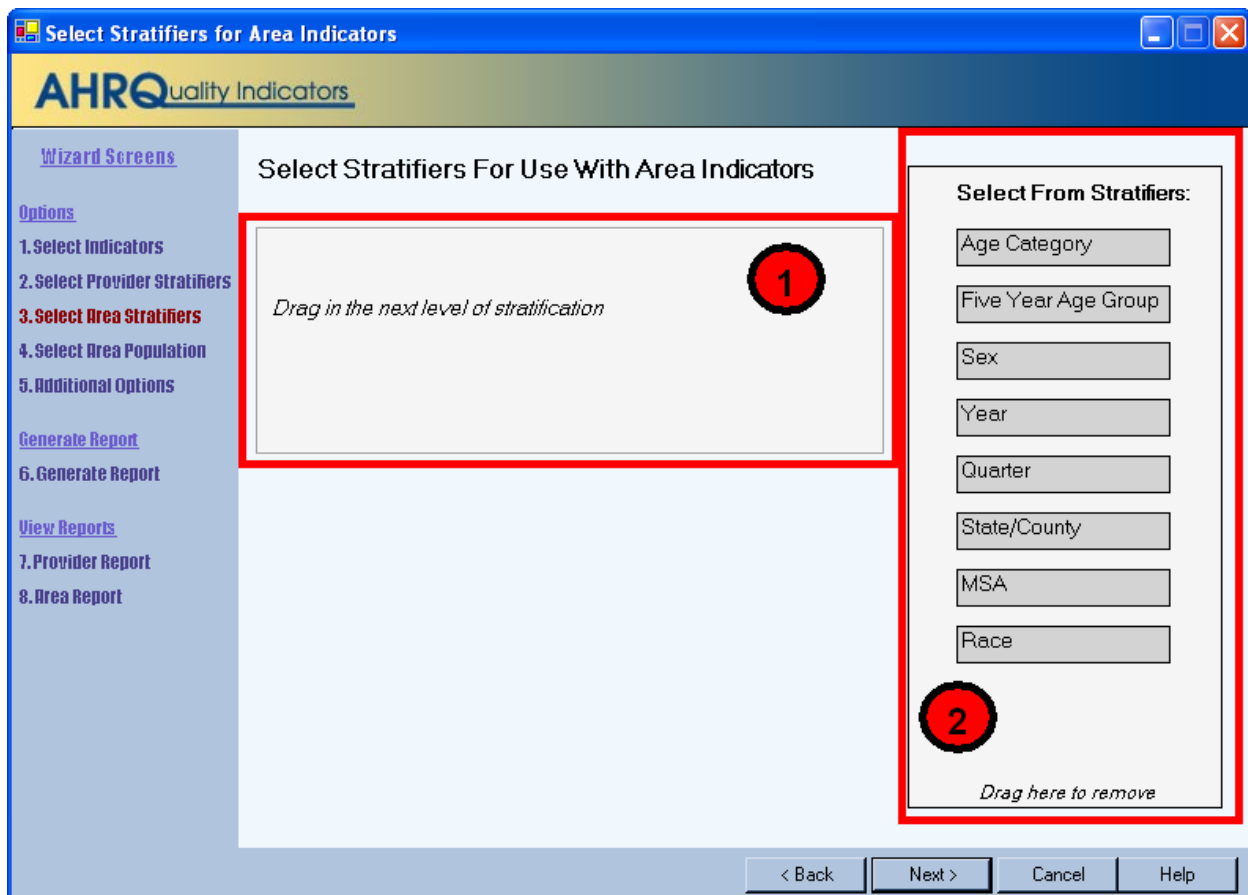 Select Stratifiers for Area Indicators
AHRQuality Indicators
Wizard Screens
Options
1.Select Indicators
2.Select Provider Stratifiers
3.Select Area Stratifiers
4.Select Area Population
5.Additional Options
Generate Report
6.Generate Report
View Reports
7.Provider Report
8.Area Report
Select Stratifiers For Use With Area Indicators
Drag in the next level of stratification
1
Select From Stratifiers:
Age Category
Five Year Age Group
Sex
Year
Quarter
State/County
MSA
Race
2
Drag here to remove
< Back
Next >
Cancel
Help